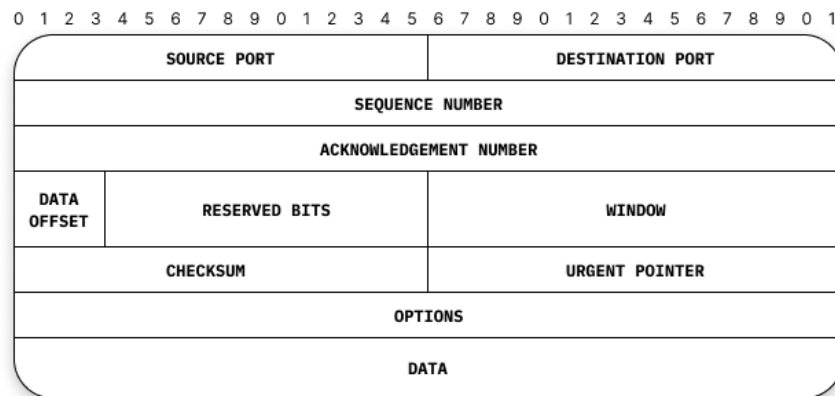 0 1 2 3 4 5 6 7 8 9 0 1 2 3 4 5 6 7 8 9 0 1 2 3 4 5 6 7 8 9 0 1
SOURCE PORT DESTINATION PORT
SEQUENCE NUMBER
ACKNOWLEDGEMENT NUMBER
DATA
OFFSET
RESERVED BITS WINDOW
CHECKSUM URGENT POINTER
OPTIONS
DATA